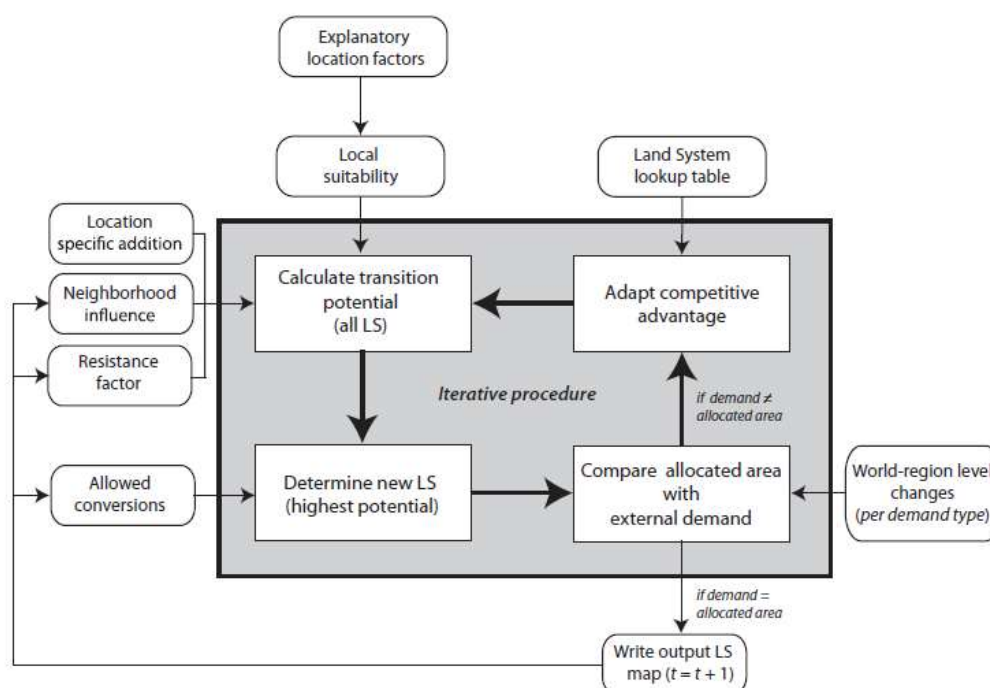 Explanatory
location factors
Local
suitability
Land System
lookup table
Location
specific addition
Neighborhood
influence
Resistance
factor
Allowed
conversions
Calculate transition
potential
(all LS)
Adapt competitive
advantage
Iterative procedure
if demand ≠
allocated area
Determine new LS
(highest potential)
Compare allocated area
with
external demand
World-region level
changes
(per demand type)
if demand =
allocated area
Write output LS
map (t = t + 1)